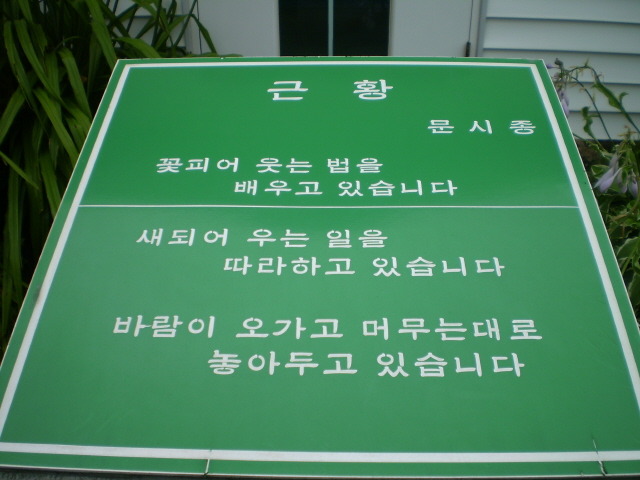 근 황
문 시 종
꽃피어 웃는 법을
배우고 있습니다
새되어 우는 일을
따라하고 있습니다
바람이 오가고 머무는대로
놓아두고 있습니다